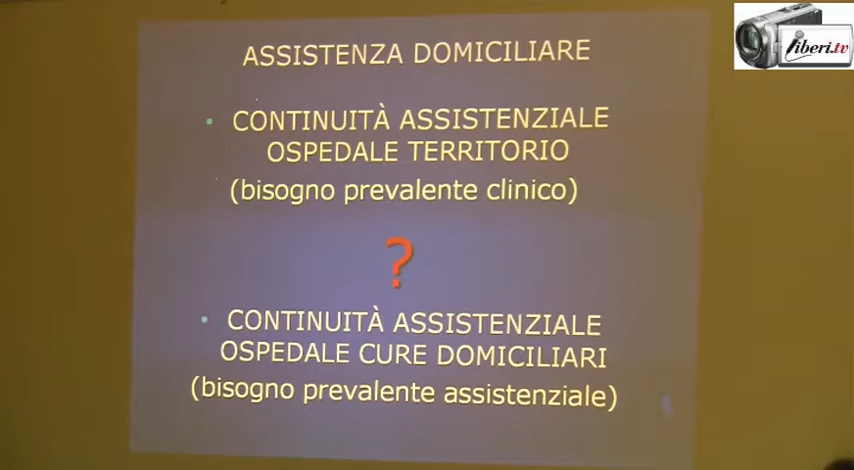 liberi.tv
ASSISTENZA DOMICILIARE
• CONTINUITÀ ASSISTENZIALE
OSPEDALE TERRITORIO
(bisogno prevalente clinico)
?
• CONTINUITÀ ASSISTENZIALE
OSPEDALE CURE DOMICILIARI
(bisogno prevalente assistenziale)